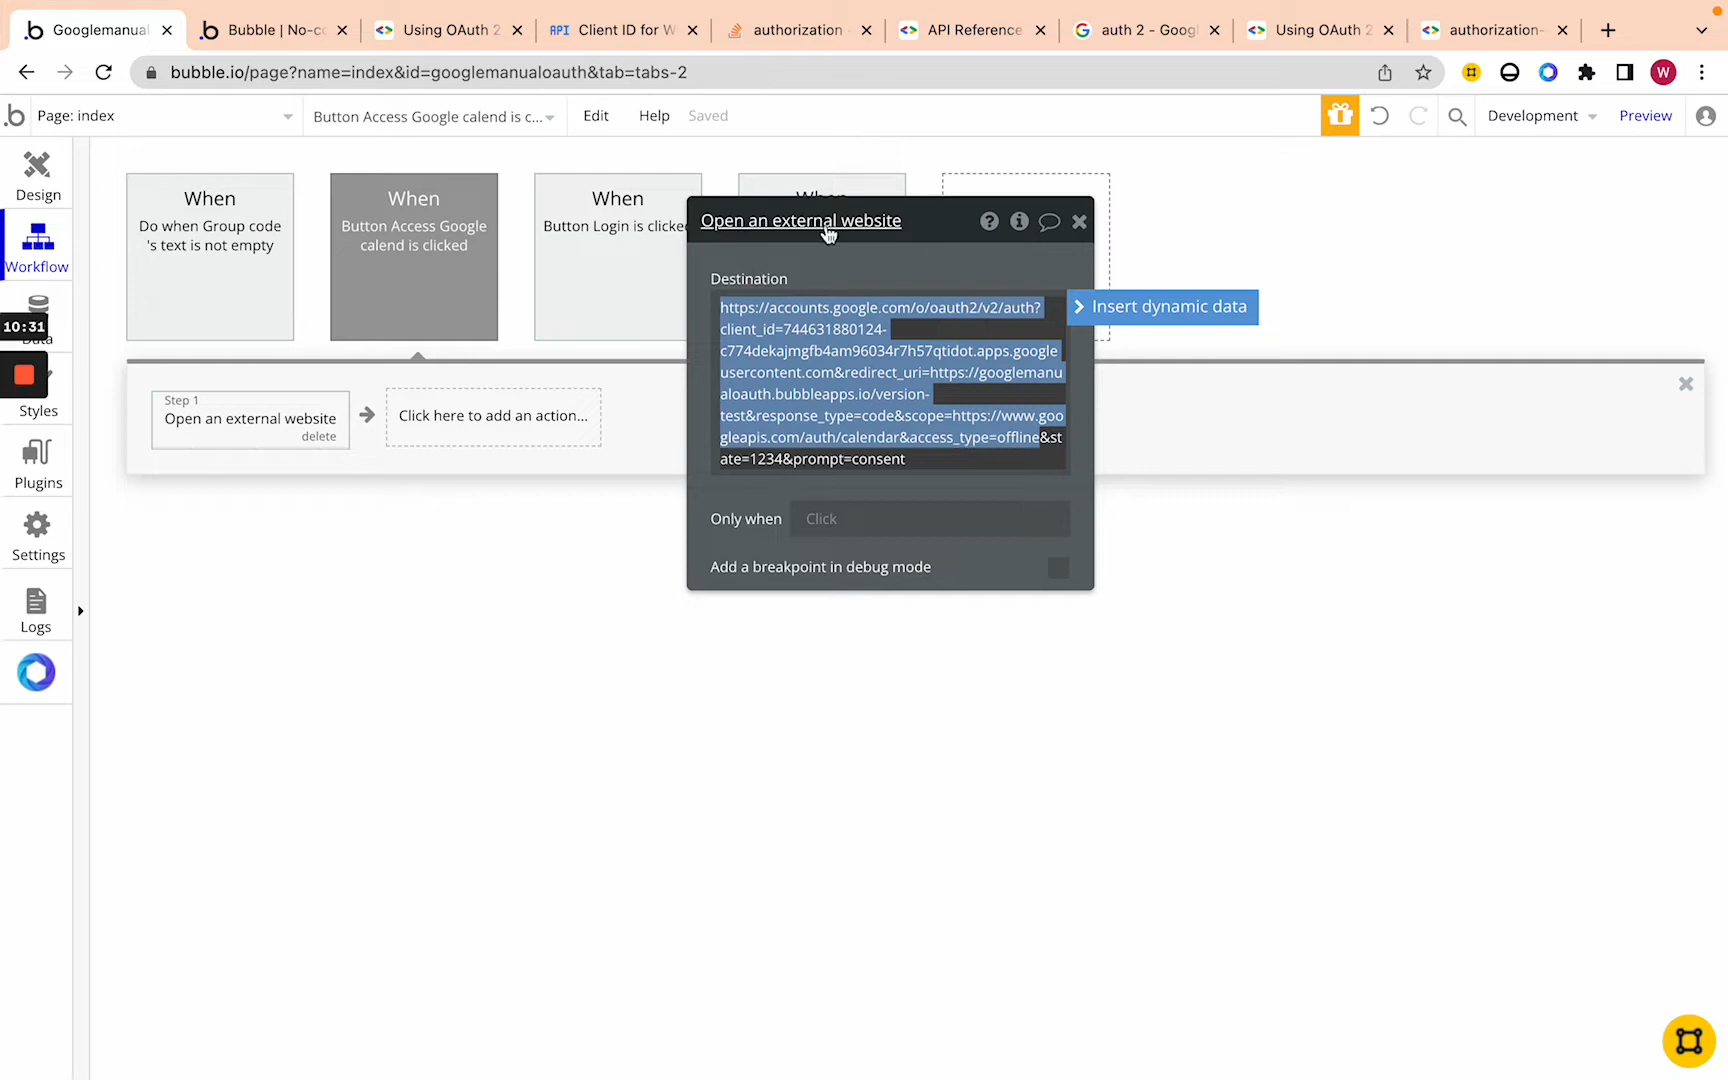 Googlemanual
Bubble | No-co
Using OAuth 2
API
Client ID for W
authorization
API Reference
auth 2 - Googl
Using OAuth 2
authorization-
bubble.io/page?name=index&id=googlemanualoauth&tab=tabs-2
W
Page: index
Button Access Google calend is c...
Edit
Help
Saved
Development
Preview
Design
Workflow
10:31
Data
Styles
Plugins
Settings
Logs
When
Do when Group code
's text is not empty
When
Button Access Google
calend is clicked
When
Button Login is clicked
When
Step 1
Open an external website
delete
Click here to add an action...
Open an external website
Destination
https://accounts.google.com/o/oauth2/v2/auth?
client_id=744631880124-
c774dekajmgfb4am96034r7h57qtidot.apps.google
usercontent.com&redirect_uri=https://googlemanu
aloauth.bubbleapps.io/version-
test&response_type=code&scope=https://www.goo
gleapis.com/auth/calendar&access_type=offline&st
ate=1234&prompt=consent
Insert dynamic data
Only when
Click
Add a breakpoint in debug mode